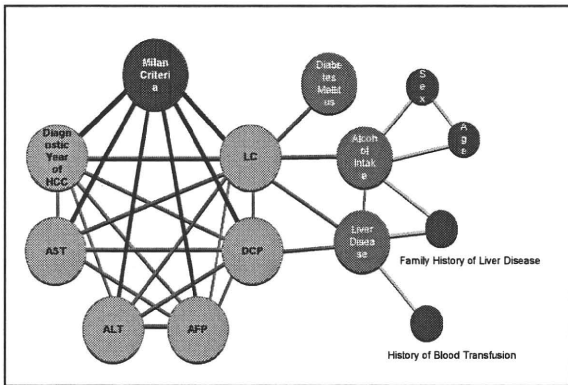 Milan
Criteri
a
Diabe
tes
Mellit
us
S
e
x
A
g
e
Diagn
ostic
Year
of
HCC
LC
Alcoh
ol
Intak
e
AST
DCP
Liver
Disea
se
Family History of Liver Disease
ALT
AFP
History of Blood Transfusion